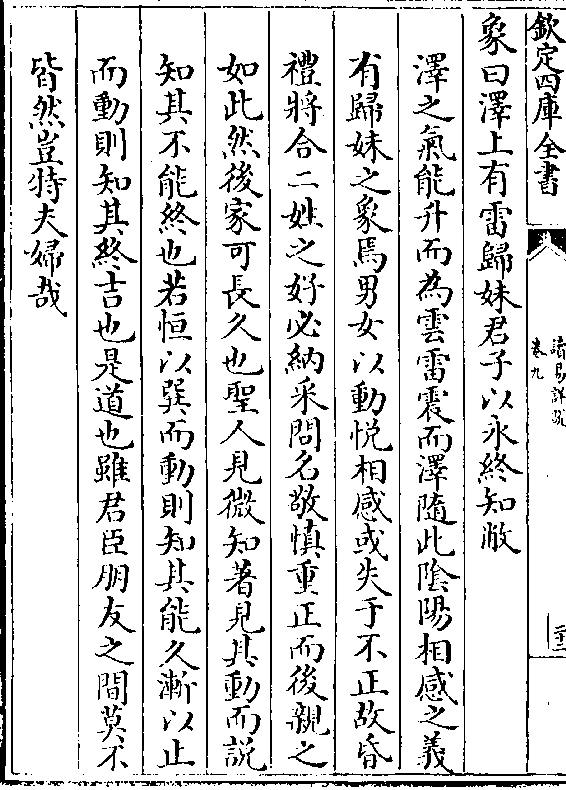 欽定四庫全書
讀易詳說
卷九
二十二
象曰澤上有雷歸妹君子以永終知敝
澤之氣能升而為雲雷震而澤隨此陰陽相感之義
有歸妹之象焉男女以動悅相感或失于不正故昏
禮將合二姓之好必納采問名敬慎重正而後親之
如此然後家可長久也聖人見微知著見其動而説
知其不能終也若恒以巽而動則知其能久漸以止
而動則知其終吉也是道也雖君臣朋友之間莫不
皆然豈特夫婦哉